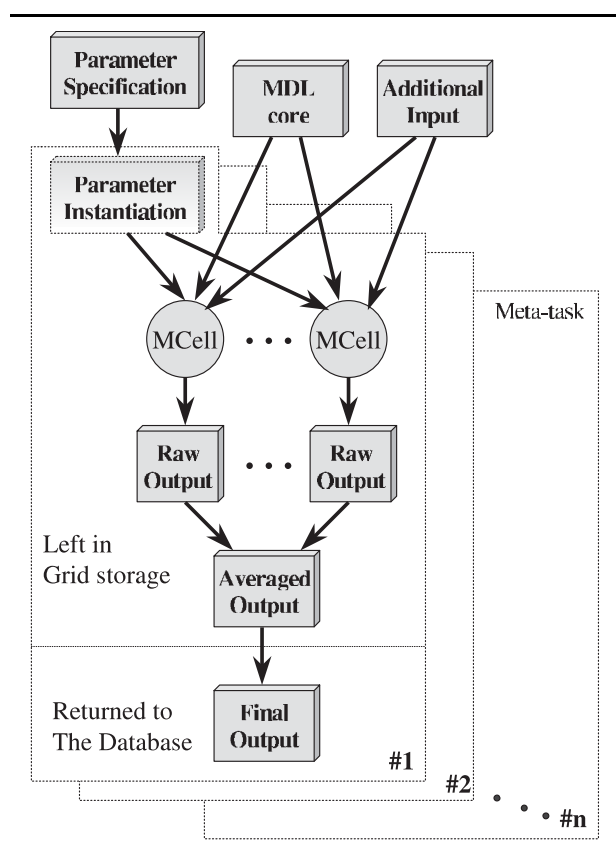 Parameter
Specification
MDL
core
Additional
Input
Parameter
Instantiation
Meta-task
MCell
MCell
Raw
Output
Raw
Output
Left in
Grid storage
Averaged
Output
Returned to
The Database
Final
Output
#1
#2
#n